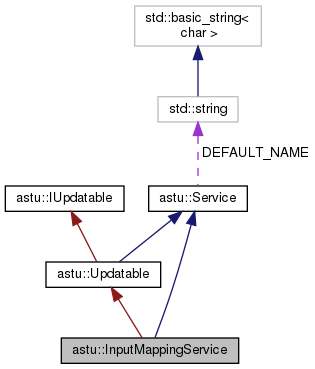 std::basic_string<
char >
std::string
DEFAULT_NAME
astu::IUpdatable
astu::Service
astu::Updatable
astu::InputMappingService